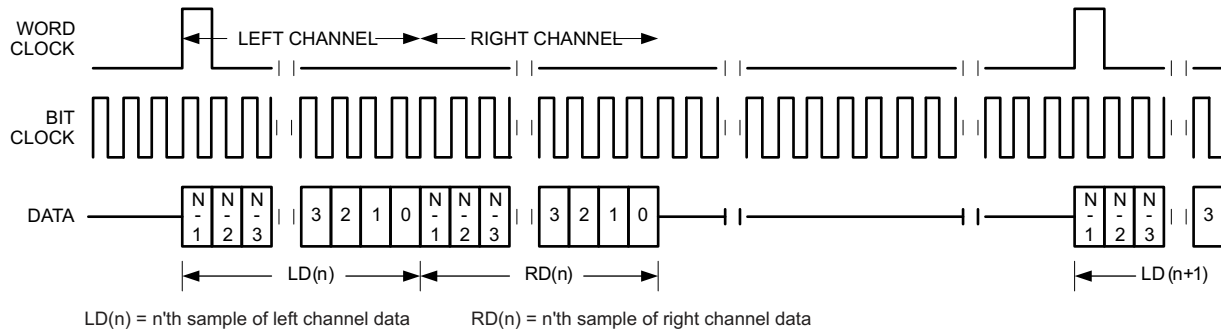 WORD
CLOCK
LEFT CHANNEL
RIGHT CHANNEL
BIT
CLOCK
DATA
N-1 N-2 N-3 3 2 1 0 N-1 N-2 N-3 3 2 1 0 N-1 N-2 N-3 3
LD(n) RD(n) LD (n+1)
LD(n) = n'th sample of left channel data RD(n) = n'th sample of right channel data